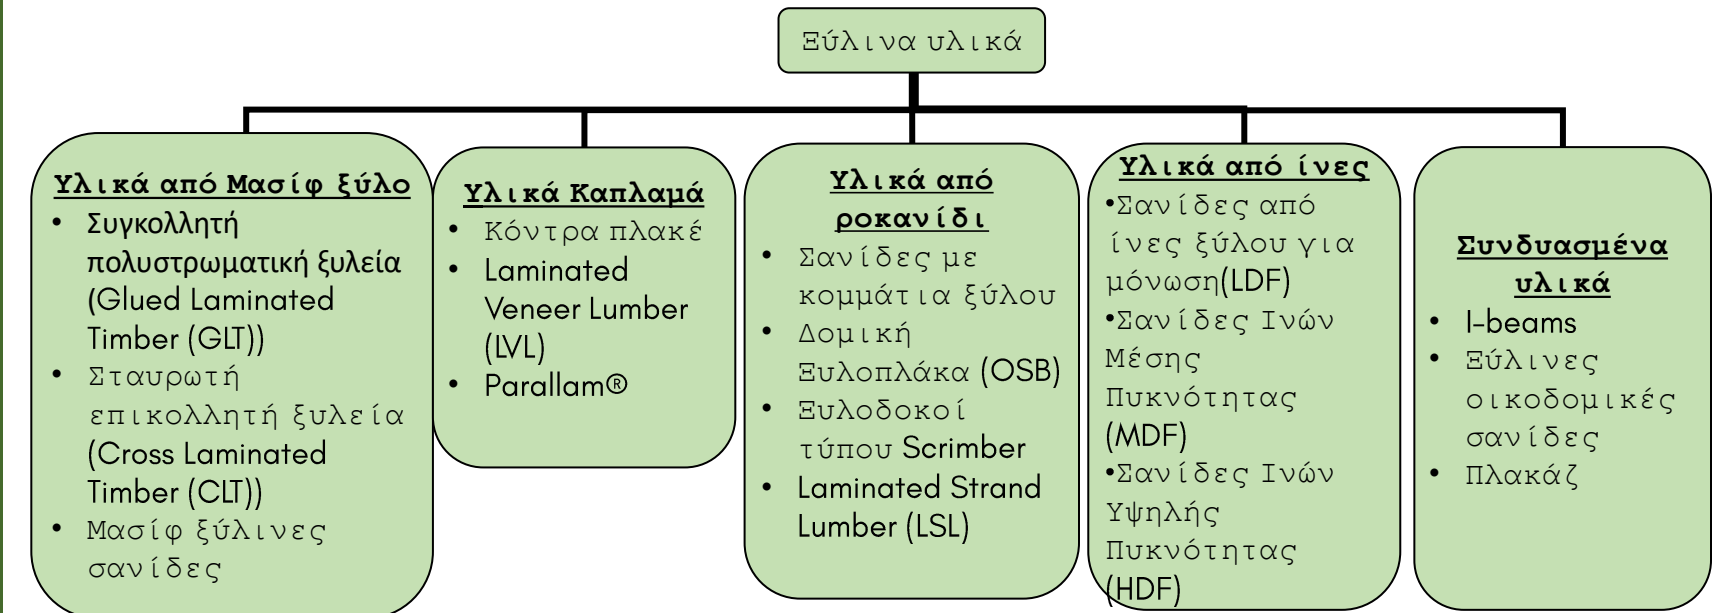 Ξύλινα υλικά
Υλικά από Μασίφ ξύλο
• Συγκολλητή
πολυστρωματική ξυλεία
(Glued Laminated
Timber (GLT))
• Σταυρωτή
επικολλητή ξυλεία
(Cross Laminated
Timber (CLT))
• Μασίφ ξύλινες
σανίδες
Υλικά Καπλαμά
• Κόντρα πλακέ
• Laminated
Veneer Lumber
(LVL)
• Parallam®
Υλικά από
ροκανίδι
• Σανίδες με
κομμάτια ξύλου
• Δομική
Ξυλοπλάκα (OSB)
• Ξυλοδοκοί
τύπου Scrimber
• Laminated Strand
Lumber (LSL)
Υλικά από ίνες
•Σανίδες από
ίνες ξύλου για
μόνωση(LDF)
•Σανίδες Ινών
Μέσης
Πυκνότητας
(MDF)
•Σανίδες Ινών
Υψηλής
Πυκνότητας
(HDF)
Συνδυασμένα
υλικά
• I-beams
• Ξύλινες
οικοδομικές
σανίδες
• Πλακάζ